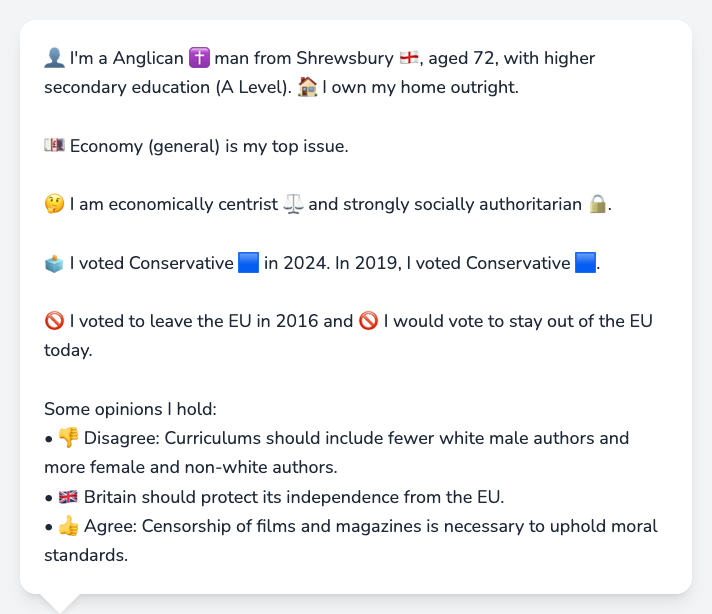 👤 I'm a Anglican ✝️ man from Shrewsbury 🏴󠁧󠁢󠁥󠁮󠁧󠁿, aged 72, with higher
secondary education (A Level). 🏠 I own my home outright.
💷 Economy (general) is my top issue.
🤔 I am economically centrist ⚖️ and strongly socially authoritarian 🔒.
🗳️ I voted Conservative 🟦 in 2024. In 2019, I voted Conservative 🟦.
🚫 I voted to leave the EU in 2016 and 🚫 I would vote to stay out of the EU
today.
Some opinions I hold:
• 👎 Disagree: Curriculums should include fewer white male authors and
more female and non-white authors.
• 🇬🇧 Britain should protect its independence from the EU.
• 👍 Agree: Censorship of films and magazines is necessary to uphold moral
standards.